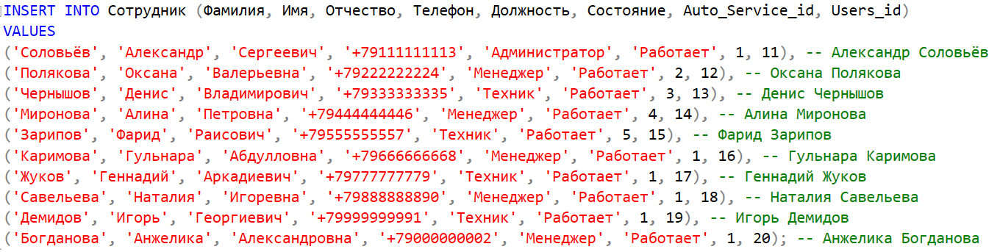 INSERT INTO Сотрудник (Фамилия, Имя, Отчество, Телефон, Должность, Состояние, Auto_Service_id, Users_id)
VALUES
('Соловьёв', 'Александр', 'Сергеевич', '+79111111113', 'Администратор', 'Работает', 1, 11), -- Александр Соловьёв
('Полякова', 'Оксана', 'Валерьевна', '+79222222224', 'Менеджер', 'Работает', 2, 12), -- Оксана Полякова
('Чернышов', 'Денис', 'Владимирович', '+79333333335', 'Техник', 'Работает', 3, 13), -- Денис Чернышов
('Миронова', 'Алина', 'Петровна', '+79444444446', 'Менеджер', 'Работает', 4, 14), -- Алина Миронова
('Зарипов', 'Фарид', 'Раисович', '+79555555557', 'Техник', 'Работает', 5, 15), -- Фарид Зарипов
('Каримова', 'Гульнара', 'Абдулловна', '+79666666668', 'Менеджер', 'Работает', 1, 16), -- Гульнара Каримова
('Жуков', 'Геннадий', 'Аркадиевич', '+79777777779', 'Техник', 'Работает', 1, 17), -- Геннадий Жуков
('Савельева', 'Наталия', 'Игоревна', '+79888888890', 'Менеджер', 'Работает', 1, 18), -- Наталия Савельева
('Демидов', 'Игорь', 'Георгиевич', '+79999999991', 'Техник', 'Работает', 1, 19), -- Игорь Демидов
('Богданова', 'Анжелика', 'Александровна', '+79000000002', 'Менеджер', 'Работает', 1, 20); -- Анжелика Богданова